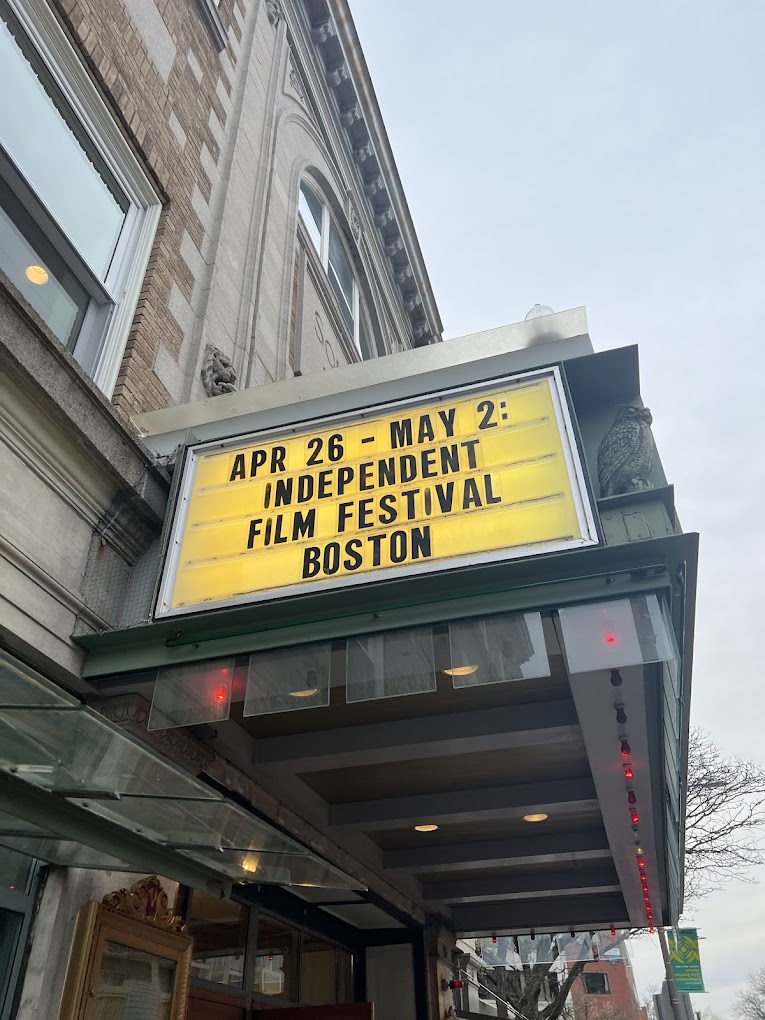 APR 26 - MAY 2:
INDEPENDENT
FILM FESTIVAL
BOSTON